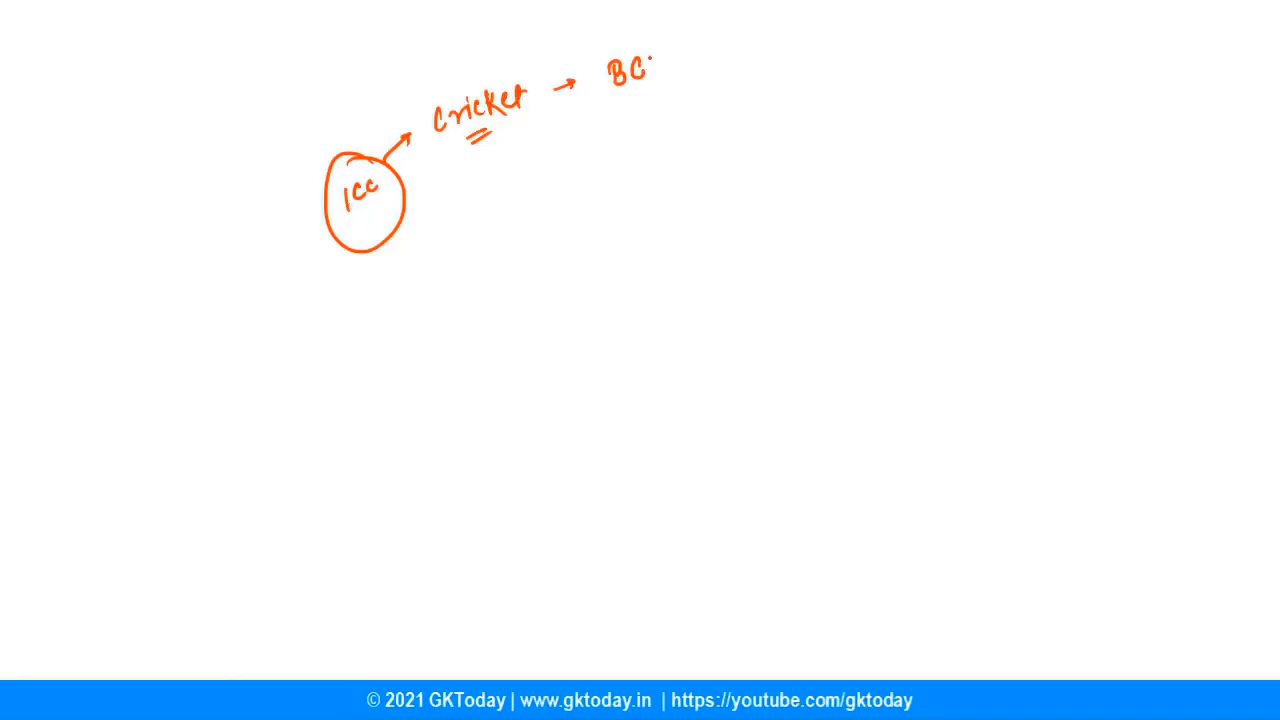 Cricket → BC
ICC
© 2021 GKToday | www.gktoday.in | https://youtube.com/gktoday